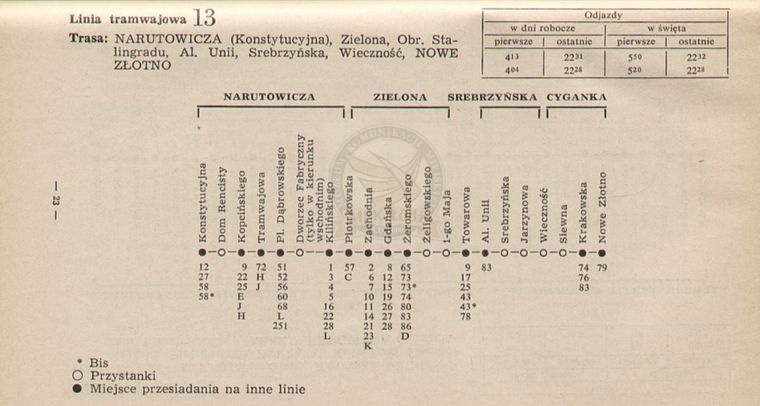 Linia tramwajowa 13
Trasa: NARUTOWICZA (Konstytucyjna), Zielona, Obr. Sta-
lingradu, Al. Unii, Srebrzyńska, Wieczność, NOWE
ZŁOTNO
Odjazdy
w dni robocze w święta
pierwsze ostatnie pierwsze ostatnie
4¹³ 22³¹ 5⁵⁰ 22³²
4⁰⁴ 22²⁸ 5²⁰ 22²⁸
NARUTOWICZA ZIELONA SREBRZYŃSKA CYGANKA
Konstytucyjna
Dom Rencisty
Kopcińskiego
Tramwajowa
Pl. Dąbrowskiego
Dworzec Fabryczny
(tylko w kierunku
wschodnim)
Kilińskiego
Piotrkowska
Zachodnia
Gdańska
Żeromskiego
Żeligowskiego
1-go Maja
Towarowa
Al. Unii
Srebrzyńska
Jarzynowa
Wieczność
Siewna
Krakowska
Nowe Złotno
12 9 72 51 1 57 2 8 65 9 83 74 79
27 22 H 52 3 C 6 12 73 17 76
58 25 J 56 4 7 15 73* 25 83
58* E 60 5 10 19 74 43
J 68 16 11 26 80 43*
H L 22 14 27 83 78
251 28 21 28 86
L 23 D
K
* Bis
Przystanki
Miejsce przesiadania na inne linie
— 23 —